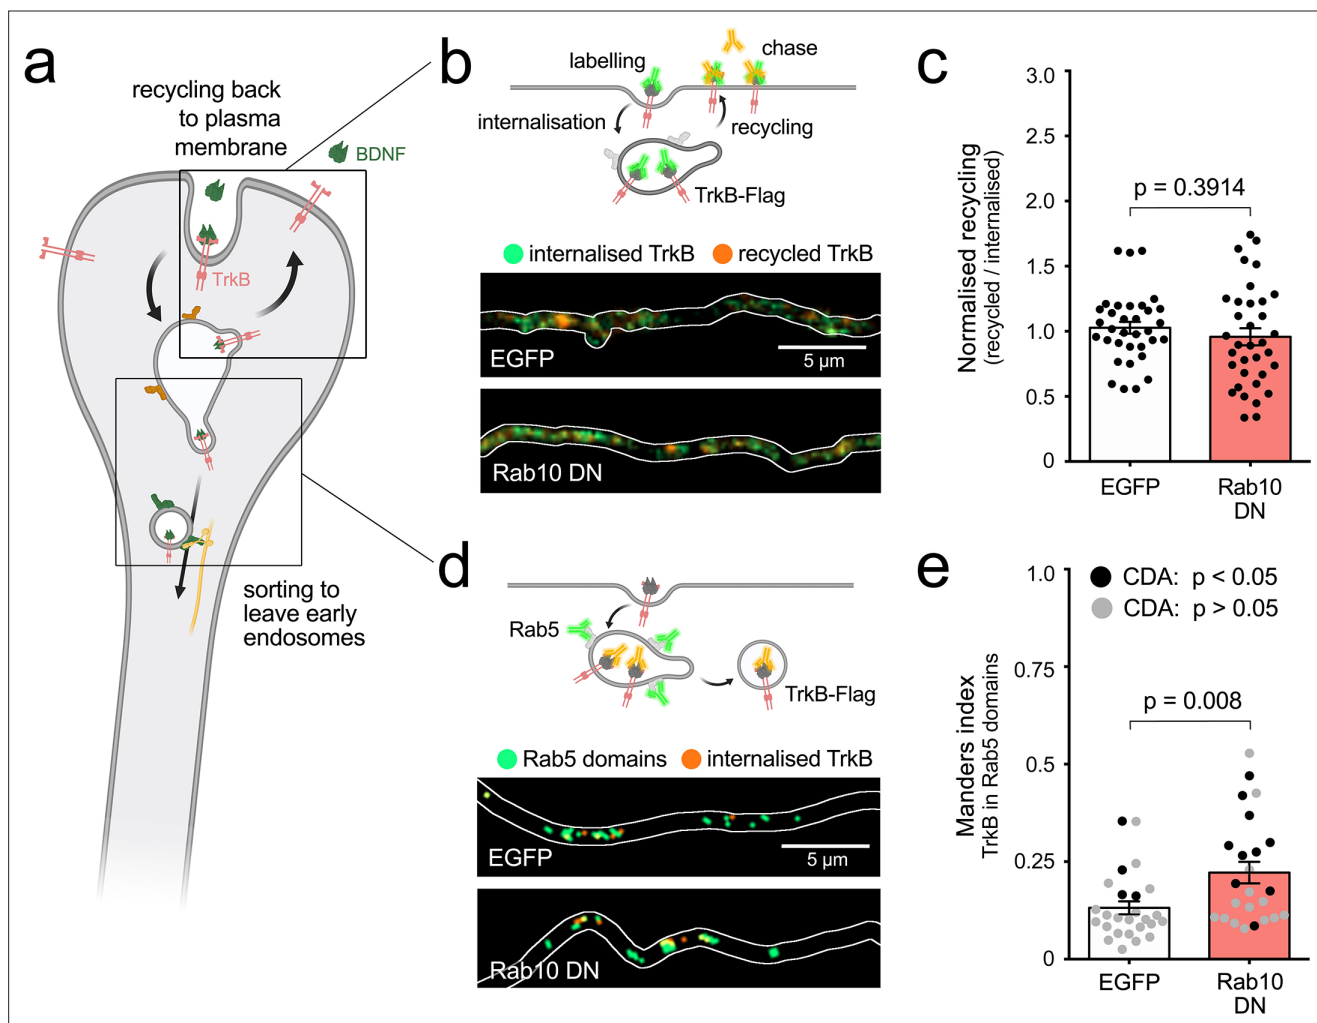 a
recycling back
to plasma
membrane
BDNF
TrkB
sorting to
leave early
endosomes
b
labelling
chase
internalisation
recycling
TrkB-Flag
internalised TrkB
recycled TrkB
EGFP
5 µm
Rab10 DN
c
Normalised recycling
(recycled / internalised)
3.0
2.5
2.0
1.5
1.0
0.5
0
p = 0.3914
EGFP
Rab10
DN
d
Rab5
TrkB-Flag
Rab5 domains
internalised TrkB
EGFP
5 µm
Rab10 DN
e
CDA: p < 0.05
CDA: p > 0.05
Manders index
TrkB in Rab5 domains
1.0
0.75
0.5
0.25
0
p = 0.008
EGFP
Rab10
DN